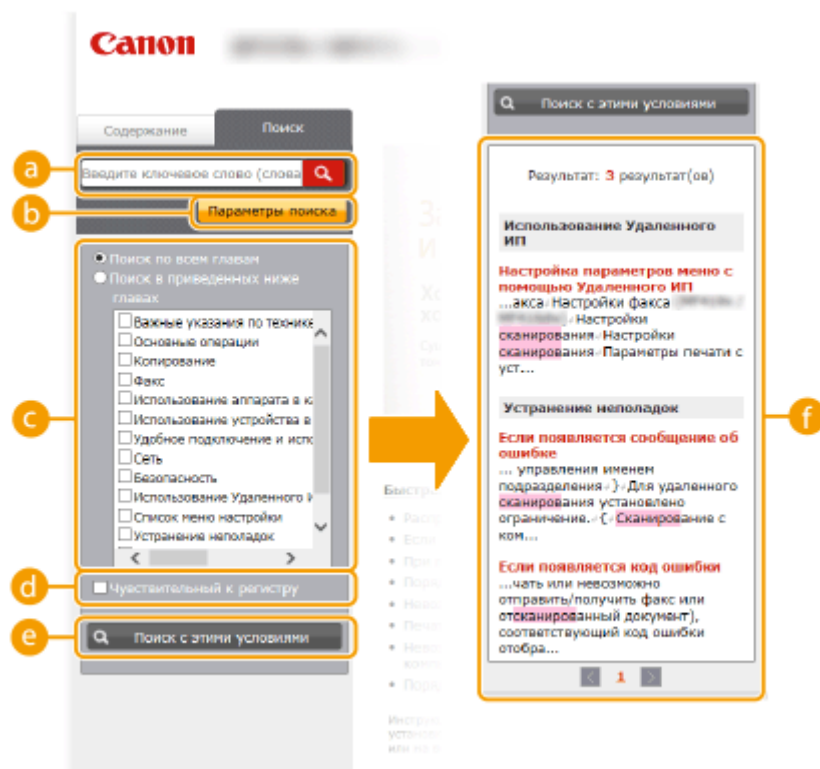 Canon
Содержание
Поиск
a
Введите ключевое слово (слова
b
Параметры поиска
Поиск по всем главам
Поиск в приведенных ниже
главах
c
Важные указания по технике
Основные операции
Копирование
Факс
Использование аппарата в ка
Использование устройства в
Удобное подключение и испо
Сеть
Безопасность
Использование Удаленного И
Список меню настройки
Устранение неполадок
d
Чувствительный к регистру
e
Поиск с этими условиями
Быстр
Поиск с этими условиями
f
Результат: 3 результат(ов)
Использование Удаленного
ИП
Настройка параметров меню с
помощью Удаленного ИП
...акса Настройки факса
Настройки
сканирования Настройки
сканирования Параметры печати с
уст...
Устранение неполадок
Если появляется сообщение об
ошибке
... управления именем
подразделения } Для удаленного
сканирования установлено
ограничение. { Сканирование с
ком...
Если появляется код ошибки
...чать или невозможно
отправить/получить факс или
отсканированный документ),
соответствующий код ошибки
отобра...
1